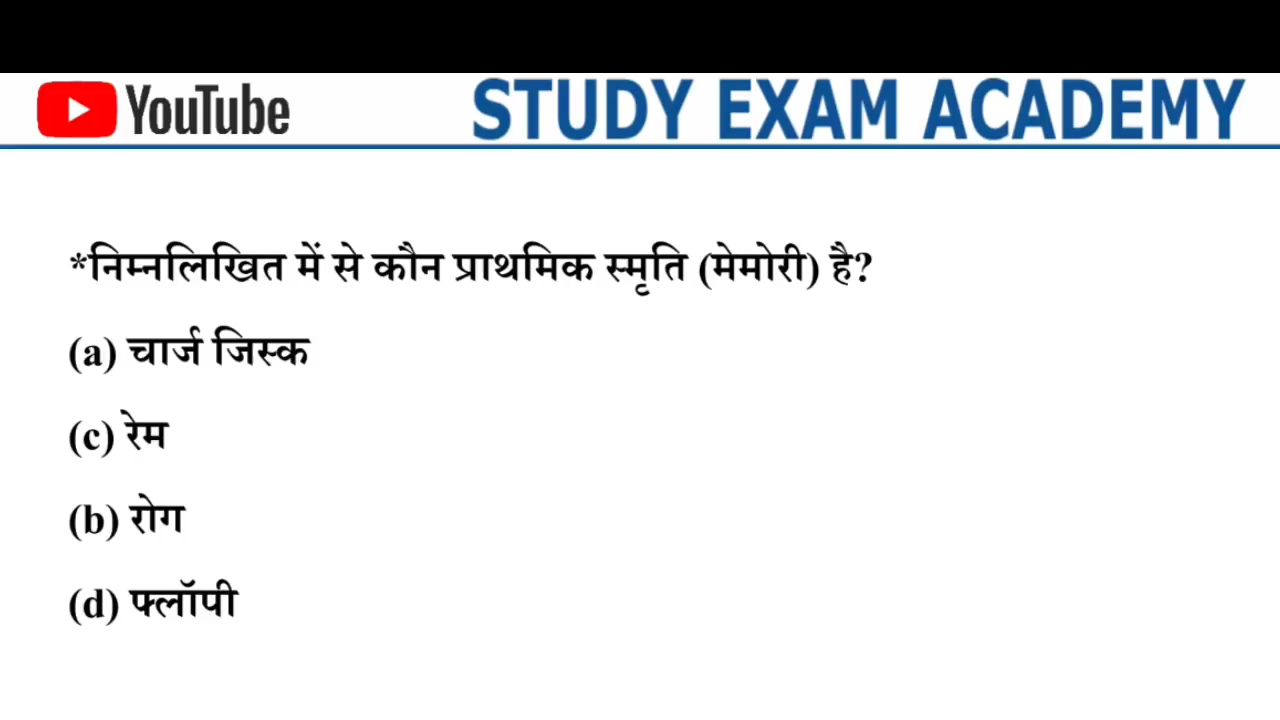 YouTube STUDY EXAM ACADEMY
*निम्नलिखित में से कौन प्राथमिक स्मृति (मेमोरी) है?
(a) चार्ज जिस्क
(c) रेम
(b) रोग
(d) फ्लॉपी